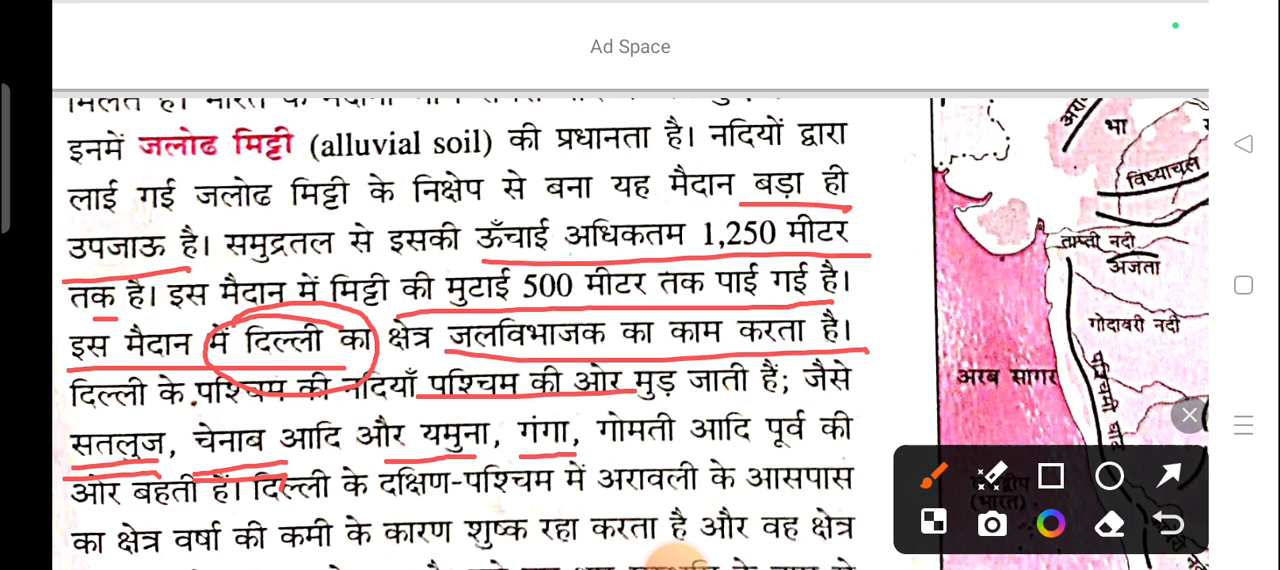 Ad Space
इनमें जलोढ मिट्टी (alluvial soil) की प्रधानता है। नदियों द्वारा
लाई गई जलोढ मिट्टी के निक्षेप से बना यह मैदान बड़ा ही
उपजाऊ है। समुद्रतल से इसकी ऊँचाई अधिकतम 1,250 मीटर
तक है। इस मैदान में मिट्टी की मुटाई 500 मीटर तक पाई गई है।
इस मैदान में दिल्ली का क्षेत्र जलविभाजक का काम करता है।
दिल्ली के पश्चिम की नदियाँ पश्चिम की ओर मुड़ जाती हैं; जैसे
सतलुज, चेनाब आदि और यमुना, गंगा, गोमती आदि पूर्व की
ओर बहती हैं। दिल्ली के दक्षिण-पश्चिम में अरावली के आसपास
का क्षेत्र वर्षा की कमी के कारण शुष्क रहा करता है और वह क्षेत्र
भा
विंध्याचल
ताप्ती नदी
अजंता
गोदावरी नदी
अरब सागर
पश्चिमी घाट
(भारत)